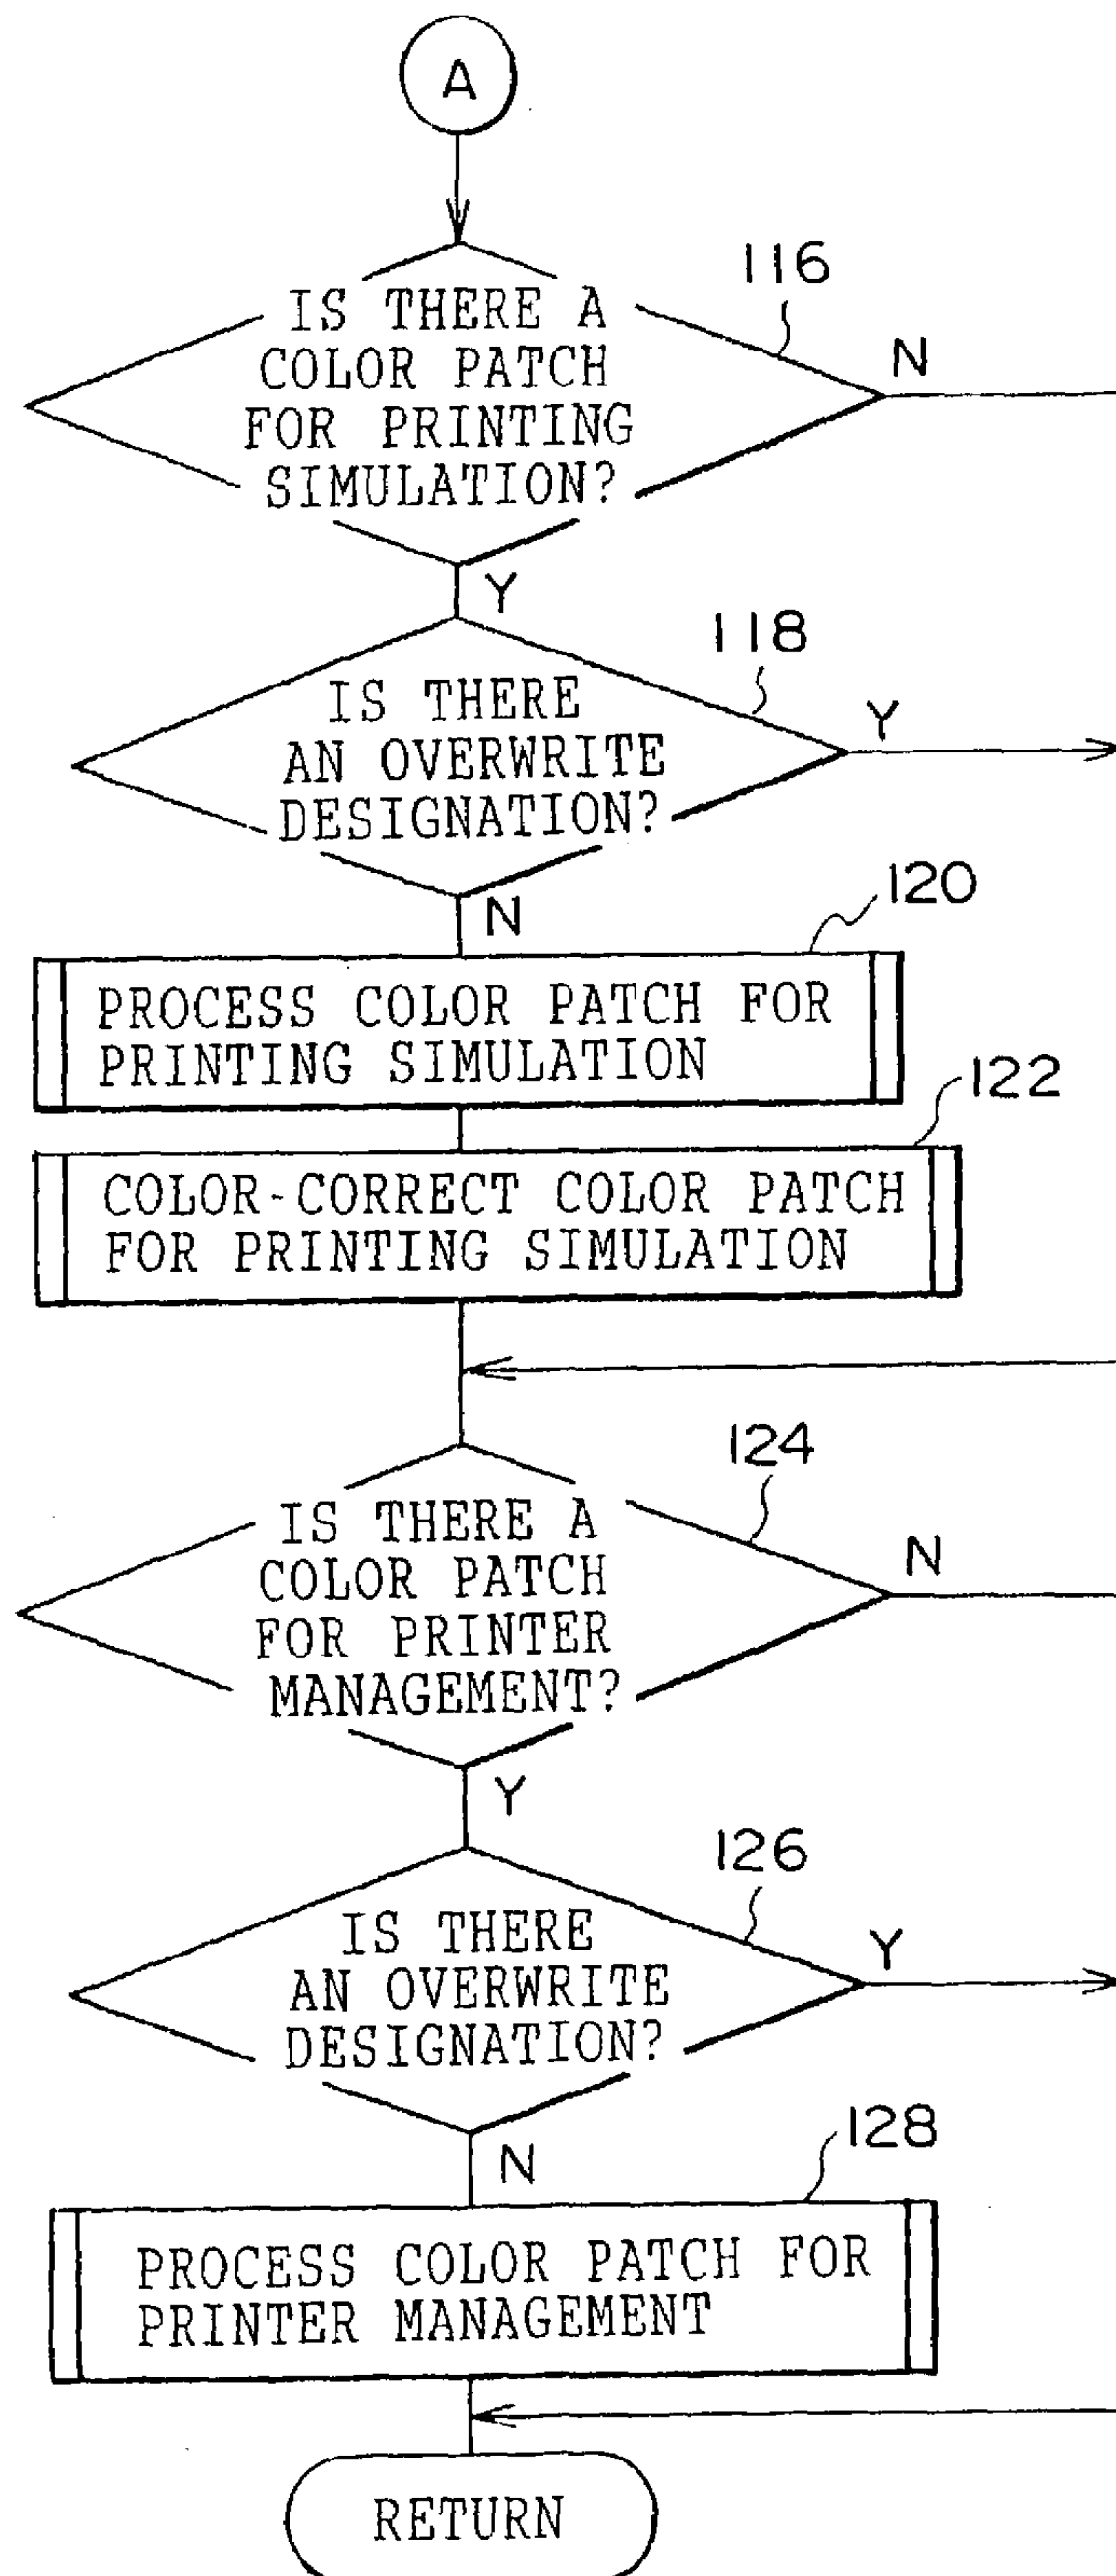 A
116
IS THERE A
COLOR PATCH
FOR PRINTING
SIMULATION?
N
Y
118
IS THERE
AN OVERWRITE
DESIGNATION?
Y
N
120
PROCESS COLOR PATCH FOR
PRINTING SIMULATION
122
COLOR-CORRECT COLOR PATCH
FOR PRINTING SIMULATION
124
IS THERE A
COLOR PATCH
FOR PRINTER
MANAGEMENT?
N
Y
126
IS THERE
AN OVERWRITE
DESIGNATION?
Y
N
128
PROCESS COLOR PATCH FOR
PRINTER MANAGEMENT
RETURN